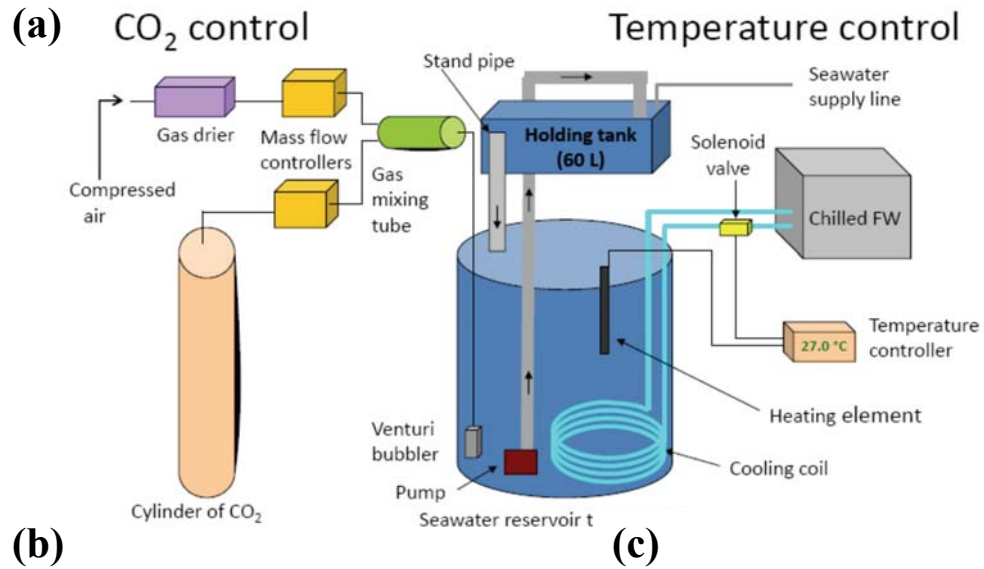 (a)
CO₂ control
Temperature control
Stand pipe
Seawater
supply line
Gas drier
Mass flow
controllers
Holding tank
(60 L)
Solenoid
valve
Compressed
air
Gas
mixing
tube
Chilled FW
27.0 °C
Temperature
controller
Heating element
Venturi
bubbler
Cooling coil
Pump
Cylinder of CO₂
Seawater reservoir t
(b)
(c)